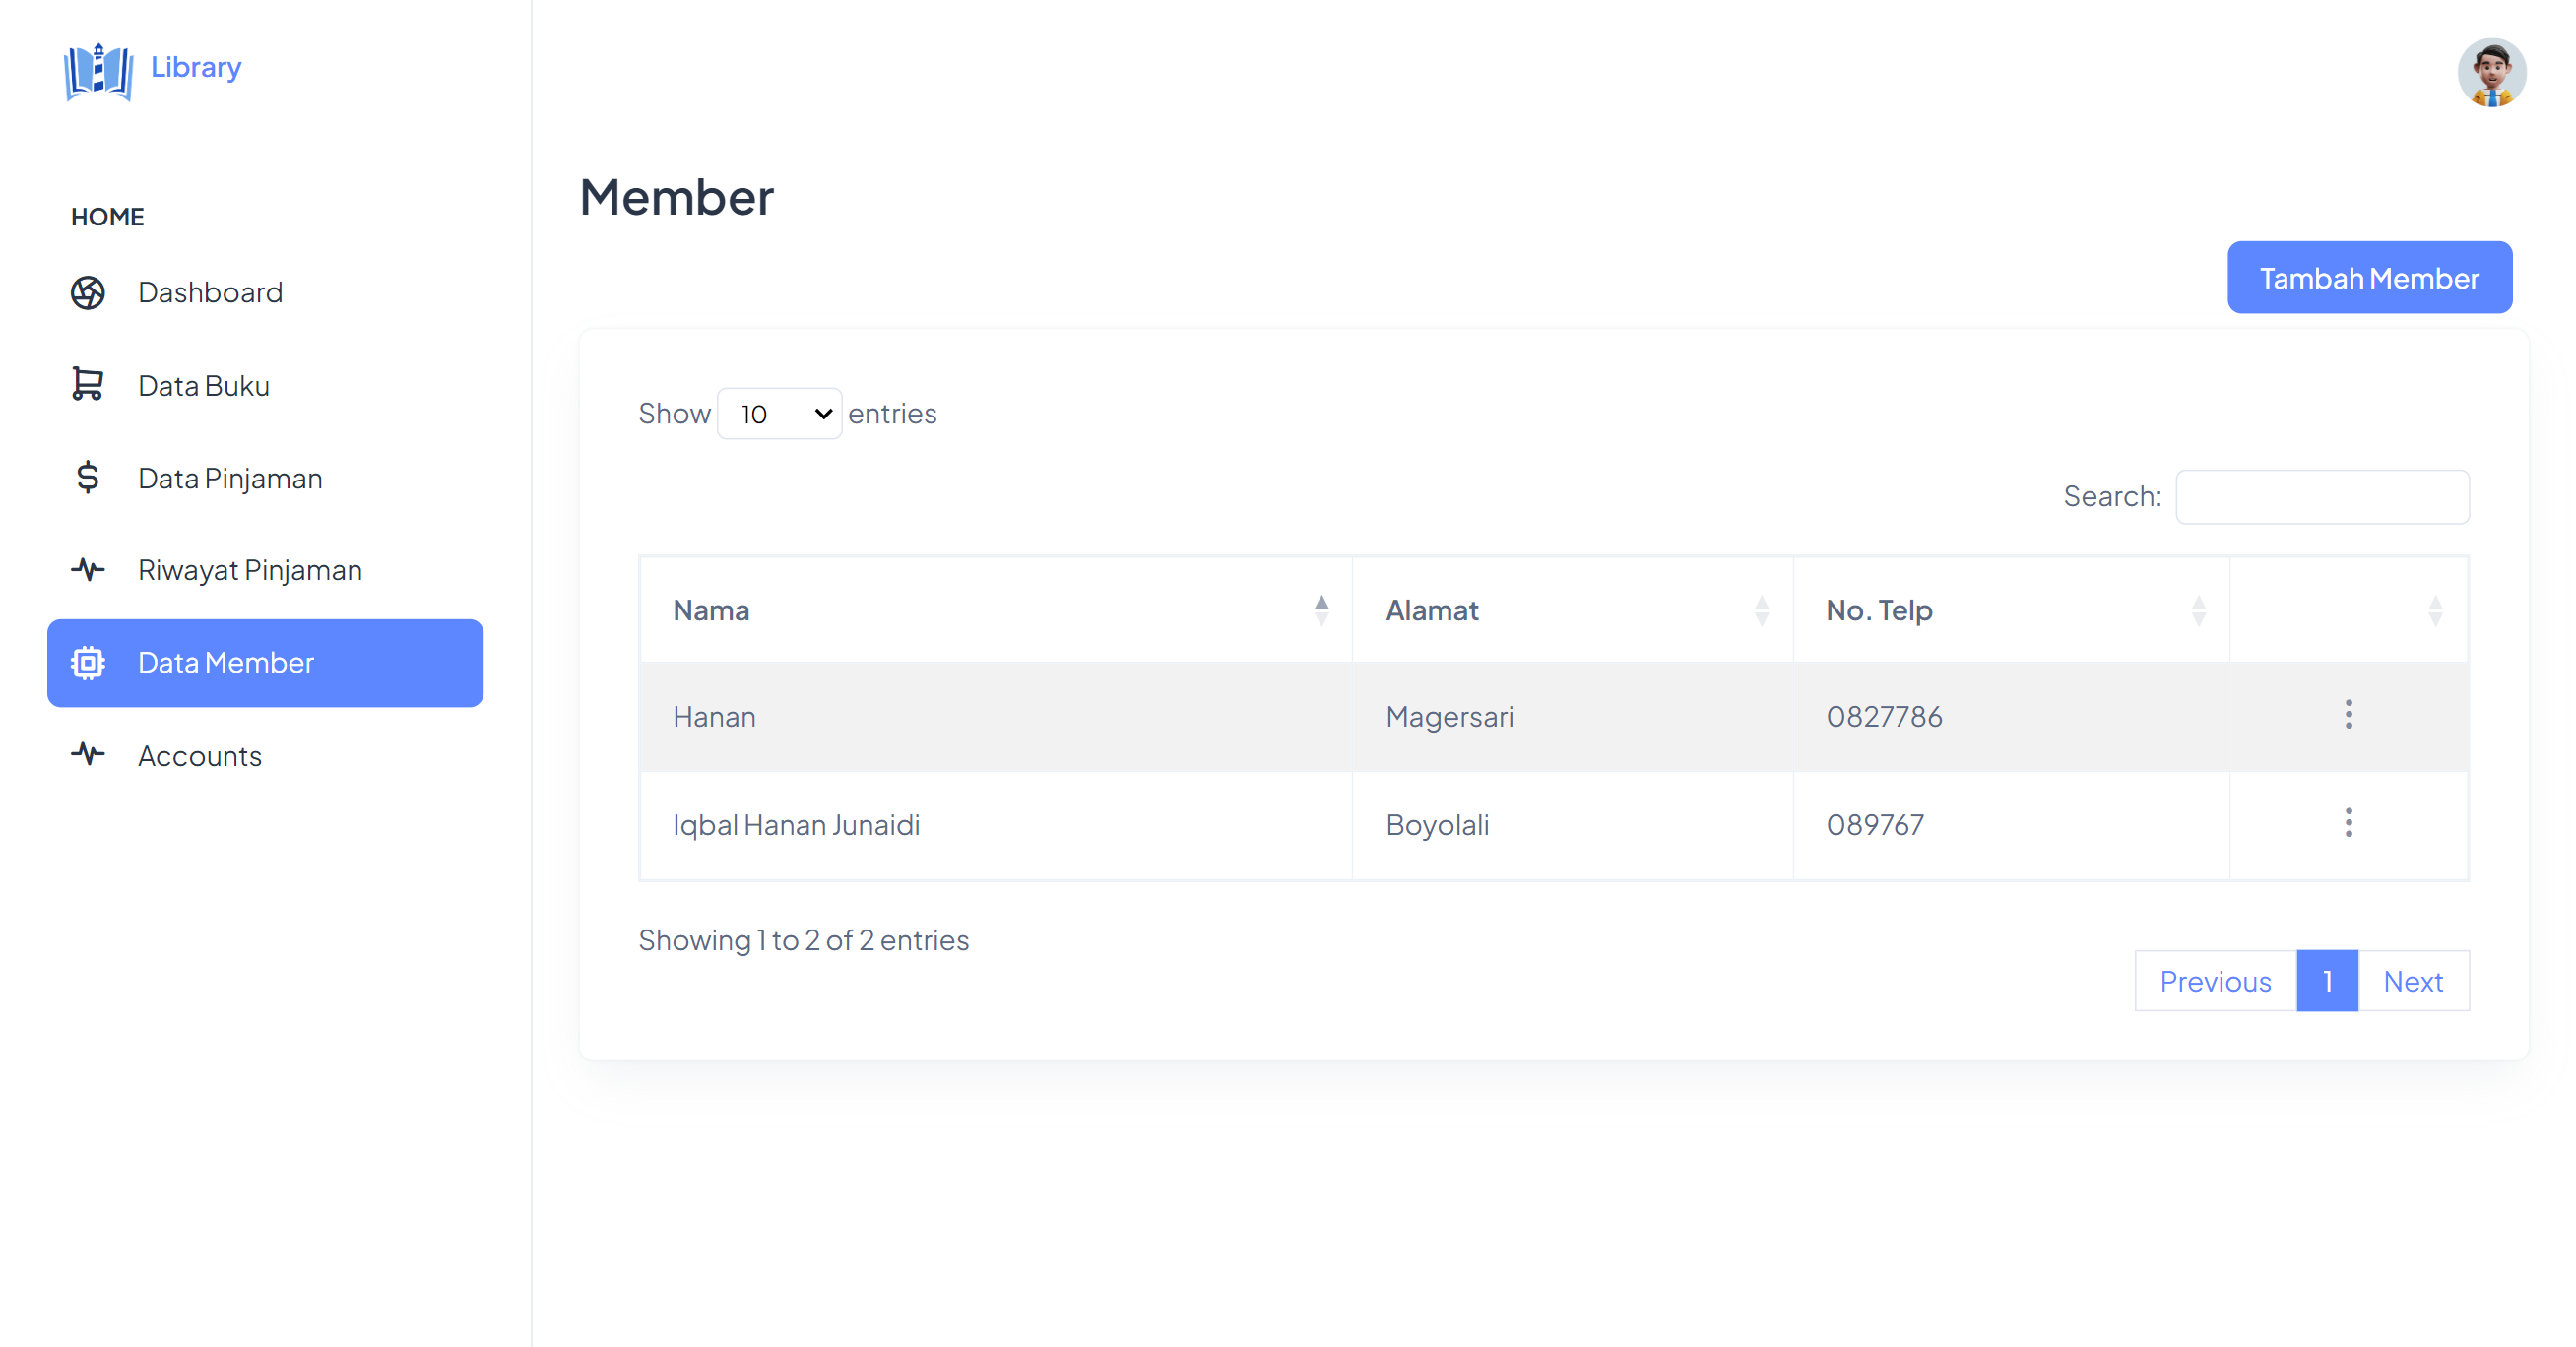 Library
HOME
Dashboard
Data Buku
Data Pinjaman
Riwayat Pinjaman
Data Member
Accounts
Member
Tambah Member
Show 10 entries
Search:
Nama Alamat No. Telp
Hanan Magersari 0827786
Iqbal Hanan Junaidi Boyolali 089767
Showing 1 to 2 of 2 entries
Previous 1 Next